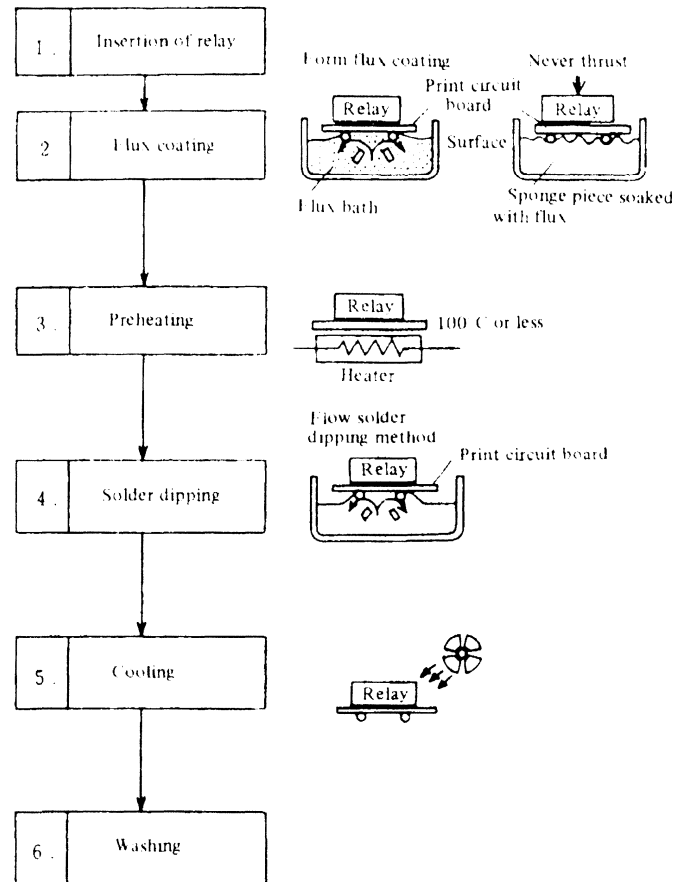 1. Insertion of relay
Form flux coating
Never thrust
Print circuit
board
Relay
Relay
2 Flux coating
Surface
Flux bath
Sponge piece soaked
with flux
3. Preheating
Relay
100°C or less
Heater
Flow solder
dipping method
Print circuit board
Relay
4. Solder dipping
5. Cooling
Relay
6. Washing